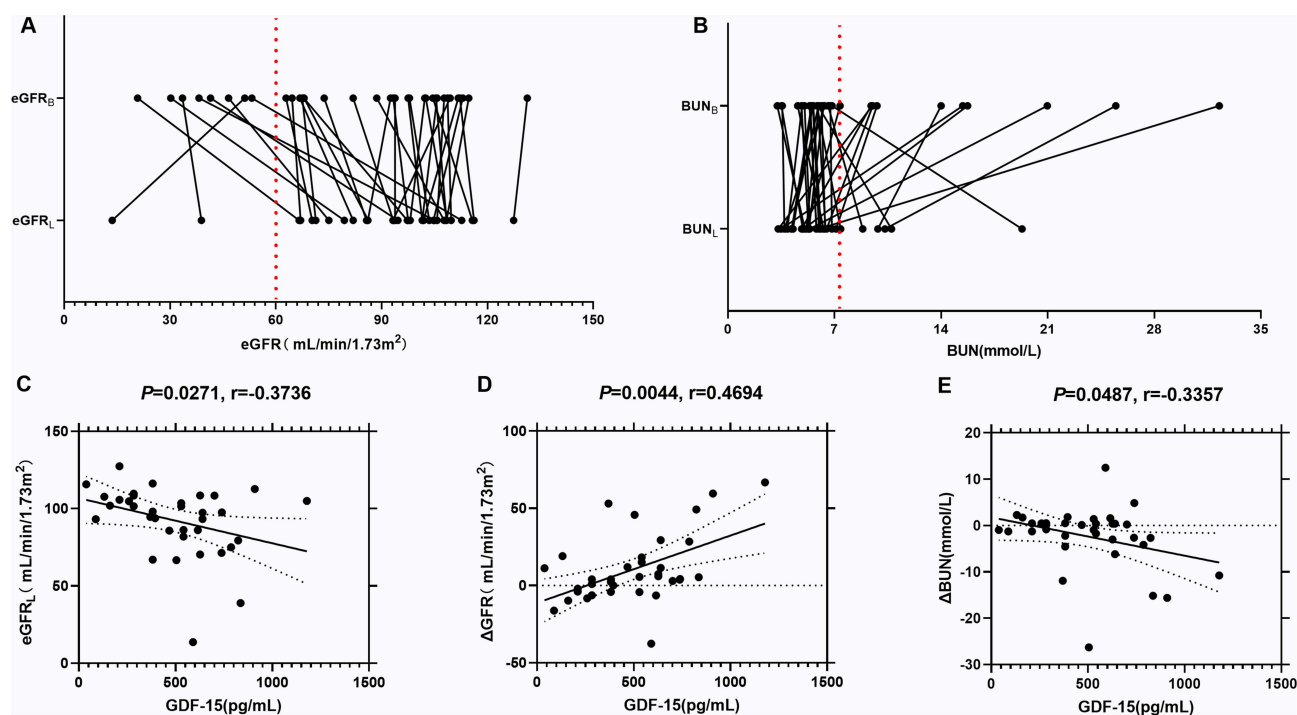 A
eGFRB
eGFRL
0 30 60 90 120 150
eGFR( mL/min/1.73m²)
B
BUNB
BUNL
0 7 14 21 28 35
BUN(mmol/L)
C
P=0.0271, r=-0.3736
150
100
50
0
eGFRL( mL/min/1.73m²)
0 500 1000 1500
GDF-15(pg/mL)
D
P=0.0044, r=0.4694
100
50
0
-50
ΔGFR( mL/min/1.73m²)
0 500 1000 1500
GDF-15(pg/mL)
E
P=0.0487, r=-0.3357
20
10
0
-10
-20
-30
ΔBUN(mmol/L)
0 500 1000 1500
GDF-15(pg/mL)